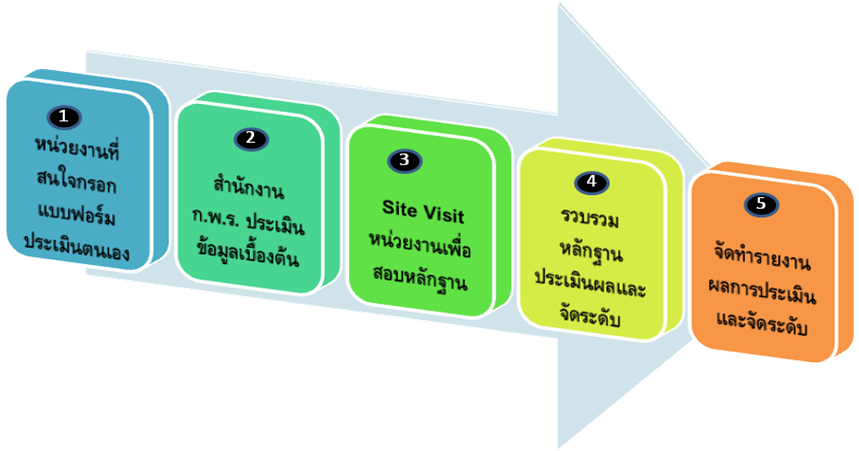 1
หน่วยงานที่
สนใจกรอก
แบบฟอร์ม
ประเมินตนเอง
2
สำนักงาน
ก.พ.ร. ประเมิน
ข้อมูลเบื้องต้น
3
Site Visit
หน่วยงานเพื่อ
สอบหลักฐาน
4
รวบรวม
หลักฐาน
ประเมินผลและ
จัดระดับ
5
จัดทำรายงาน
ผลการประเมิน
และจัดระดับ